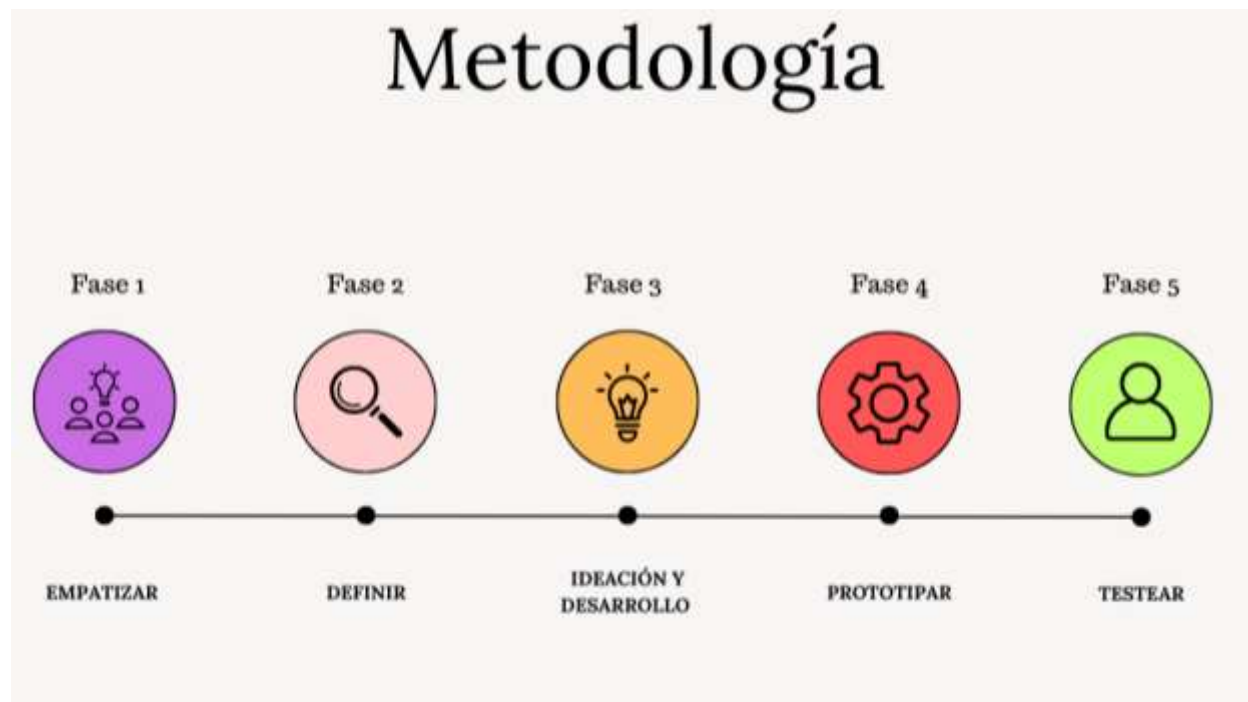 Metodología
Fase 1
Fase 2
Fase 3
Fase 4
Fase 5
EMPATIZAR
DEFINIR
IDEACIÓN Y
DESARROLLO
PROTOTIPAR
TESTEAR